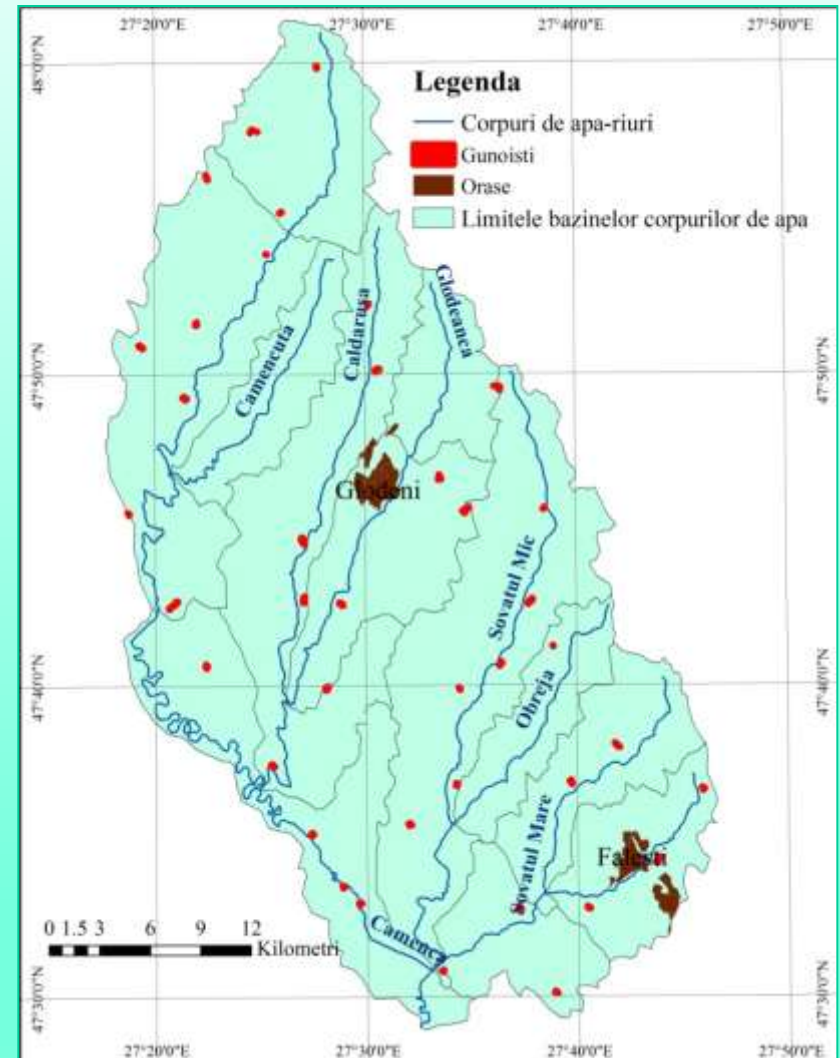 27°20'0"E 27°30'0"E 27°40'0"E 27°50'0"E
48°0'0"N
Legenda
Corpuri de apa-riuri
Gunoisti
Orase
Limitele bazinelor corpurilor de apa
Glodeanca
Caldarusa
Camencuta
47°50'0"N 47°50'0"N
Glodeni
Sovatul Mic
47°40'0"N 47°40'0"N
Obreja
Sovatul Mare
Falesti
Camenca
0 1.5 3 6 9 12
Kilometri
47°30'0"N 47°30'0"N
27°20'0"E 27°30'0"E 27°40'0"E 27°50'0"E